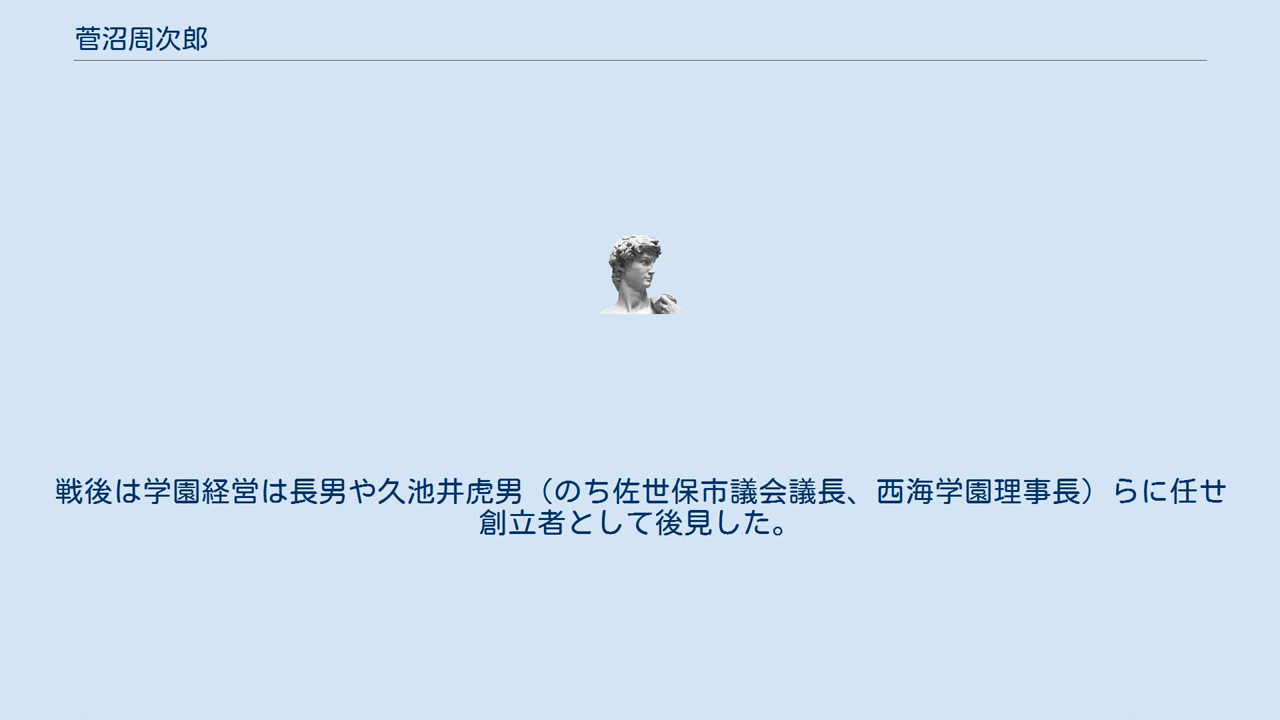 菅沼周次郎
戦後は学園経営は長男や久池井虎男（のち佐世保市議会議長、西海学園理事長）らに任せ
創立者として後見した。